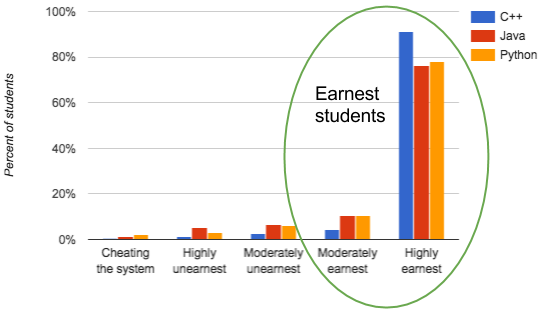 100%
80%
60%
40%
20%
0%
Percent of students
C++
Java
Python
Earnest
students
Cheating
the system
Highly
unearnest
Moderately
unearnest
Moderately
earnest
Highly
earnest